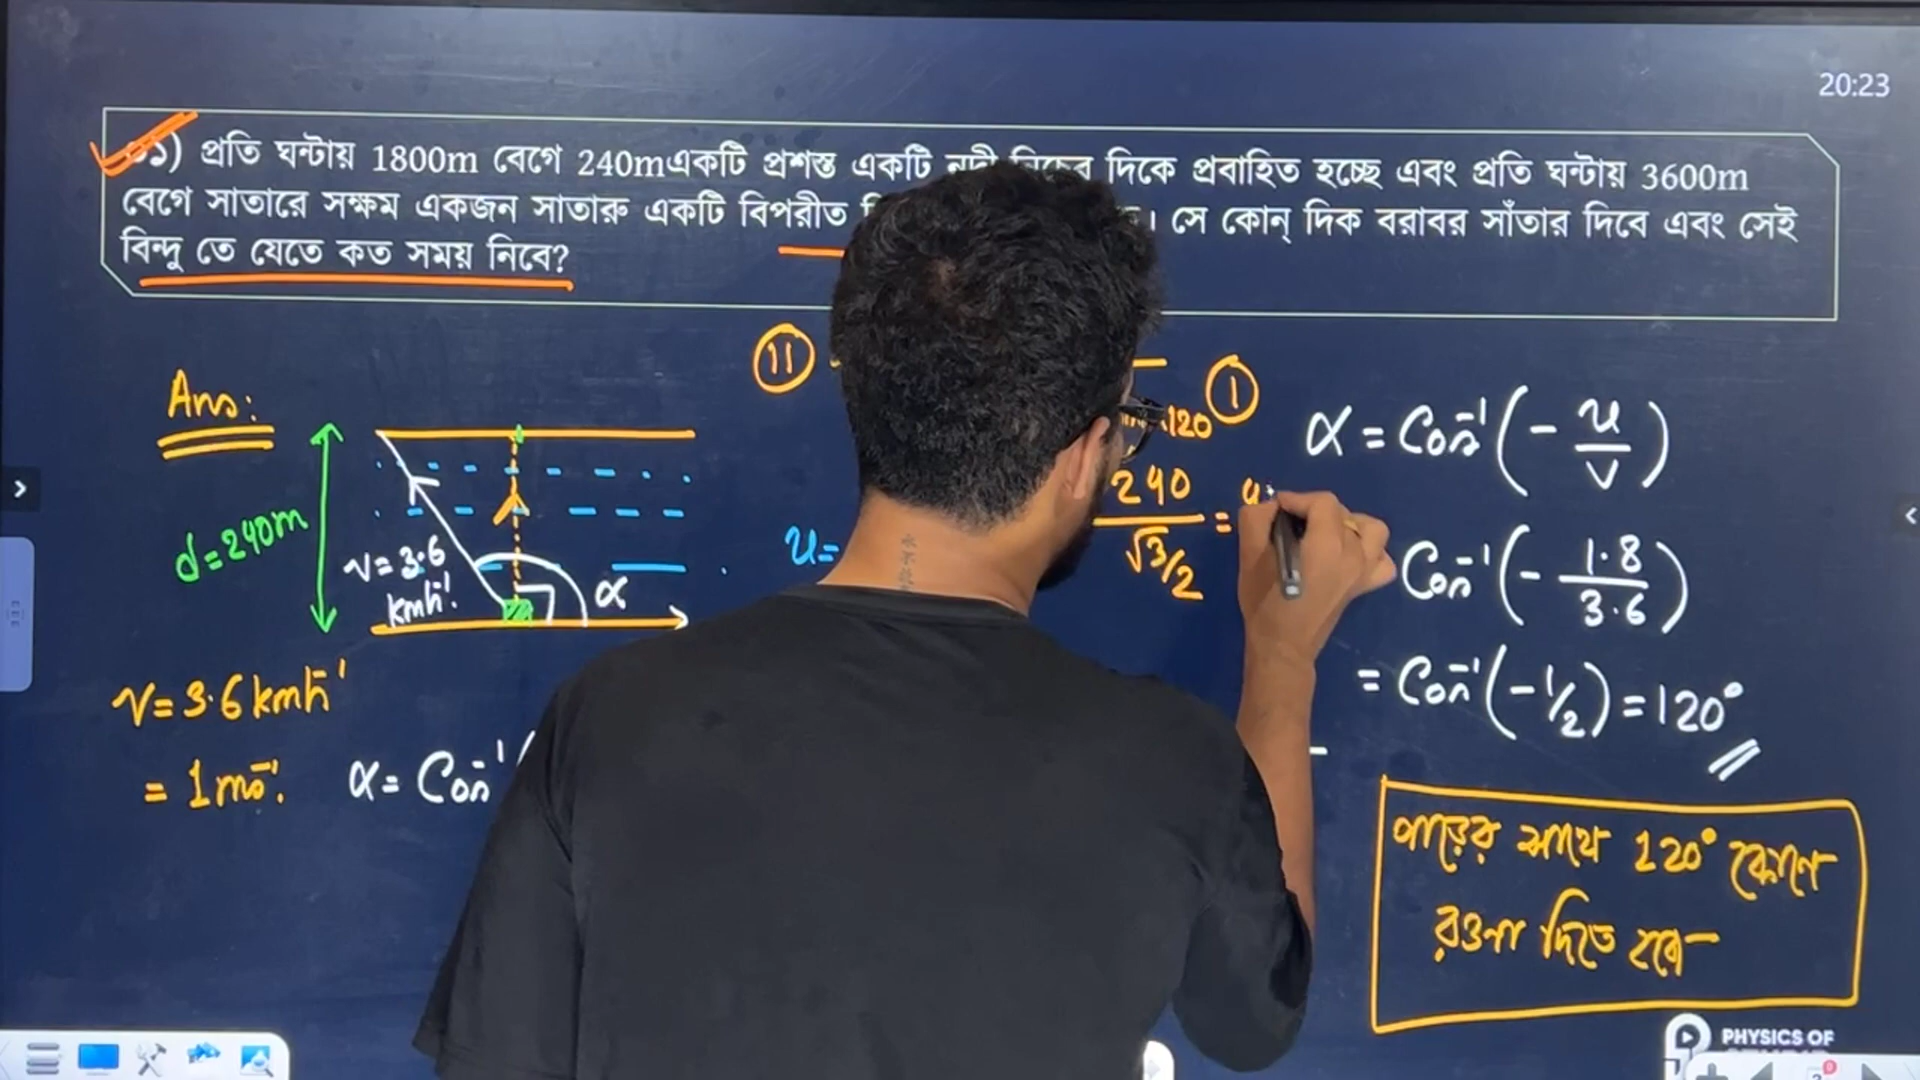 20:23
১) প্রতি ঘন্টায় 1800m বেগে 240mএকটি প্রশস্ত একটি নদী নিচের দিকে প্রবাহিত হচ্ছে এবং প্রতি ঘন্টায় 3600m
বেগে সাতারে সক্ষম একজন সাতারু একটি বিপরীত । সে কোন্ দিক বরাবর সাঁতার দিবে এবং সেই
বিন্দু তে যেতে কত সময় নিবে?
Ans:
d=240m
v=3.6
kmh⁻¹
α
v=3.6kmh⁻¹
=1ms⁻¹
α=Cos⁻¹(
11
u=
120
240
√3/2
=
1
α=Cos⁻¹(-u/v)
Cos⁻¹(-1.8/3.6)
=Cos⁻¹(-1/2)=120°
পাড়ের সাথে 120° কোণে
রওনা দিতে হবে
PHYSICS OF